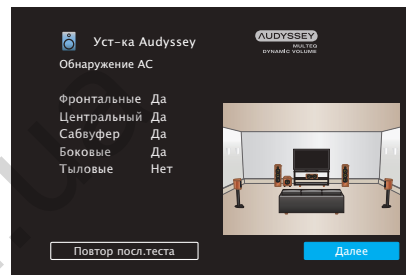 Уст-ка Audyssey
AUDYSSEY
MULTEQ
DYNAMIC VOLUME
Обнаружение АС
Фронтальные Да
Центральный Да
Сабвуфер Да
Боковые Да
Тыловые Нет
Повтор посл.теста
Далее